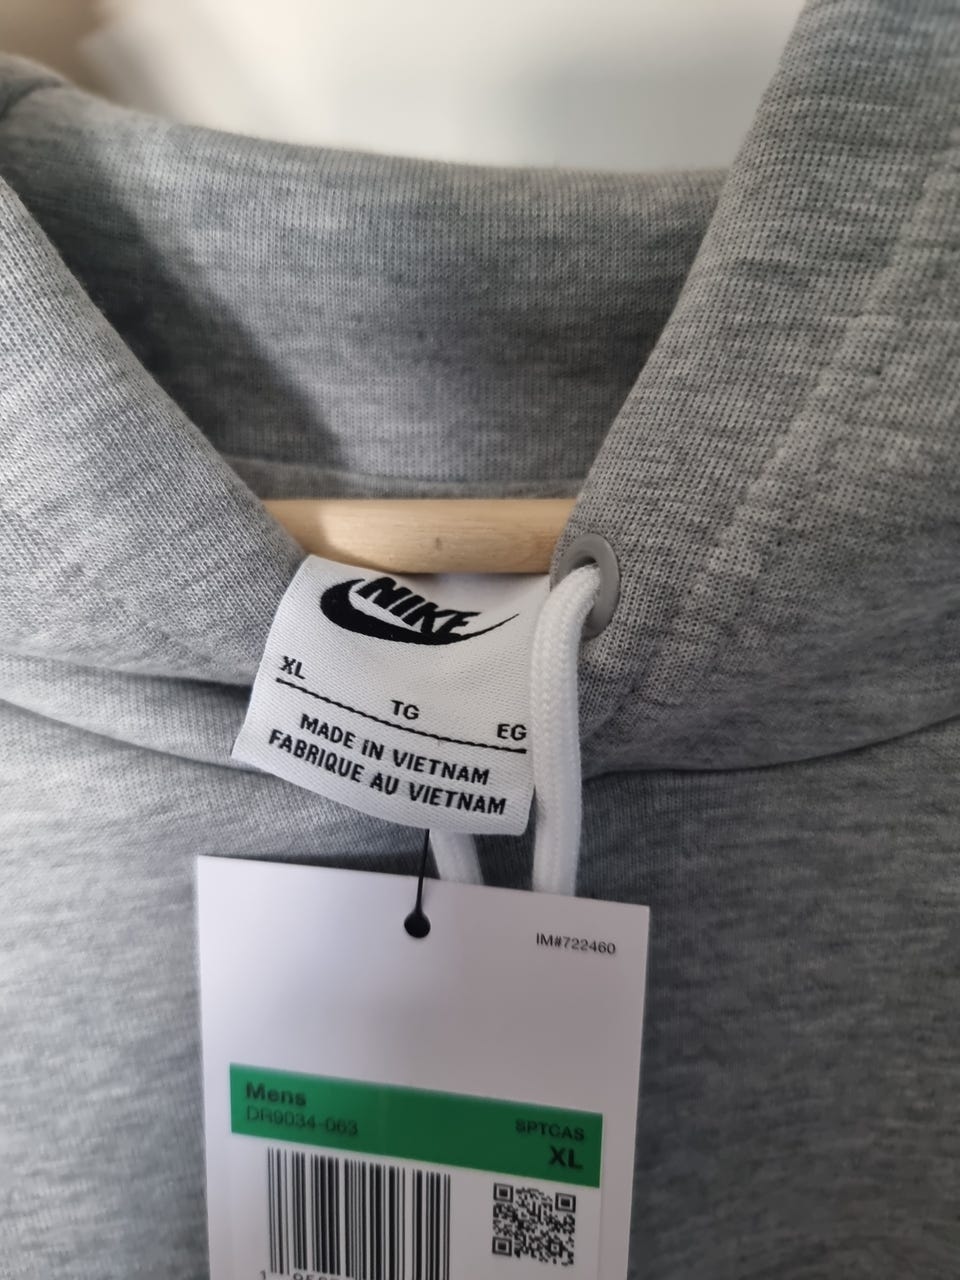 NIKE
XL TG EG
MADE IN VIETNAM
FABRIQUE AU VIETNAM
IM#722460
Mens
DR9034-063 SPTCAS
XL